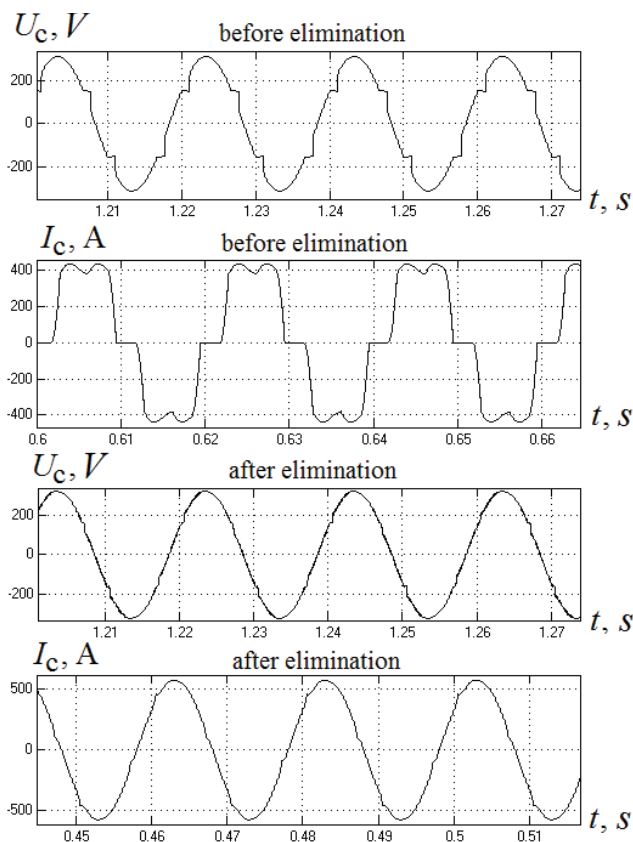 U_c, V before elimination
200
0
-200
1.21 1.22 1.23 1.24 1.25 1.26 1.27 t, s
I_c, A before elimination
400
200
0
-200
-400
0.6 0.61 0.62 0.63 0.64 0.65 0.66 t, s
U_c, V after elimination
200
0
-200
1.21 1.22 1.23 1.24 1.25 1.26 1.27 t, s
I_c, A after elimination
500
0
-500
0.45 0.46 0.47 0.48 0.49 0.5 0.51 t, s